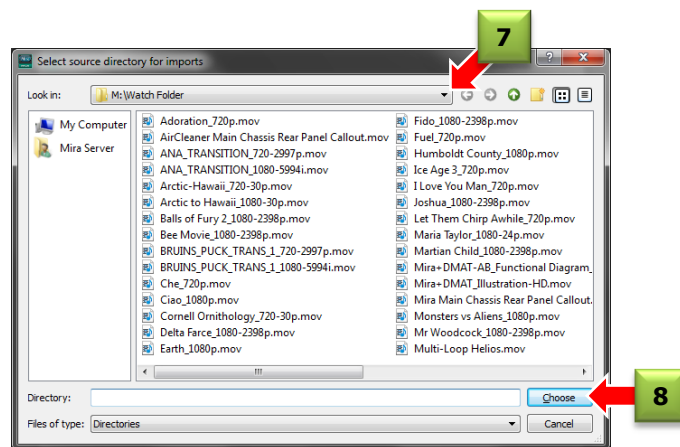 7
Select source directory for imports
Look in: M:\Watch Folder
My Computer
Mira Server
Adoration_720p.mov
AirCleaner Main Chassis Rear Panel Callout.mov
ANA_TRANSITION_720-2997p.mov
ANA_TRANSITION_1080-5994i.mov
Arctic-Hawaii_720-30p.mov
Arctic to Hawaii_1080-30p.mov
Balls of Fury 2_1080-2398p.mov
Bee Movie_1080-2398p.mov
BRUINS_PUCK_TRANS_1_720-2997p.mov
BRUINS_PUCK_TRANS_1_1080-5994i.mov
Che_720p.mov
Ciao_1080p.mov
Cornell Ornithology_720-30p.mov
Delta Farce_1080-2398p.mov
Earth_1080p.mov
Fido_1080-2398p.mov
Fuel_720p.mov
Humboldt County_1080p.mov
Ice Age 3_720p.mov
I Love You Man_720p.mov
Joshua_1080-2398p.mov
Let Them Chirp Awhile_720p.mov
Maria Taylor_1080-24p.mov
Martian Child_1080-2398p.mov
Mira+DMAT-AB_Functional Diagram_
Mira+DMAT_Illustration-HD.mov
Mira Main Chassis Rear Panel Callout.
Monsters vs Aliens_1080p.mov
Mr Woodcock_1080-2398p.mov
Multi-Loop Helios.mov
Directory:
Choose
8
Files of type: Directories
Cancel